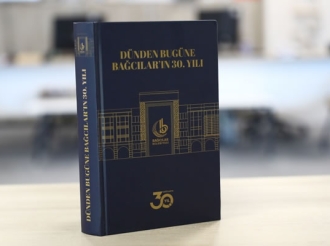 DÜNDEN BUGÜNE
BAĞCILAR'IN 30. YILI
30
DÜNDEN BUGÜNE BAĞCILAR'IN 30. YILI